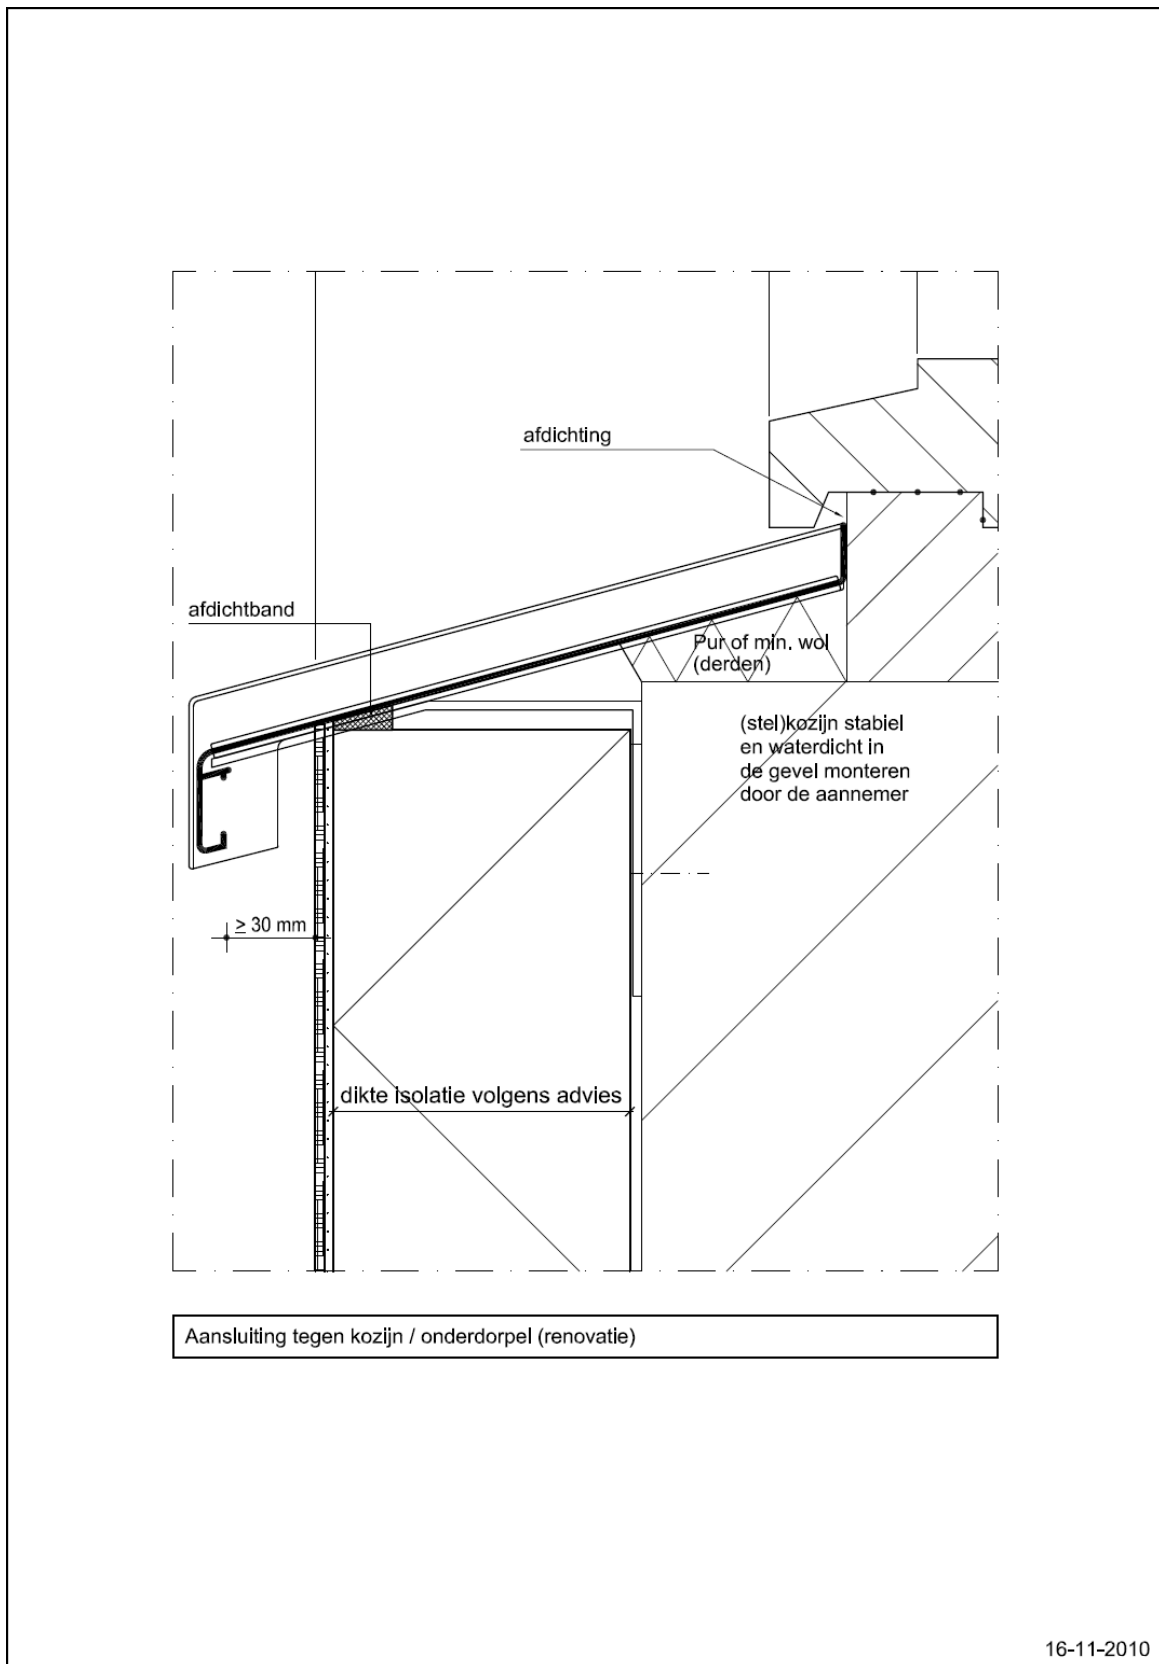 afdichting
afdichtband
Pur of min. wol
(derden)
(stel)kozijn stabiel
en waterdicht in
de gevel monteren
door de aannemer
≥ 30 mm
dikte isolatie volgens advies
Aansluiting tegen kozijn / onderdorpel (renovatie)
16-11-2010